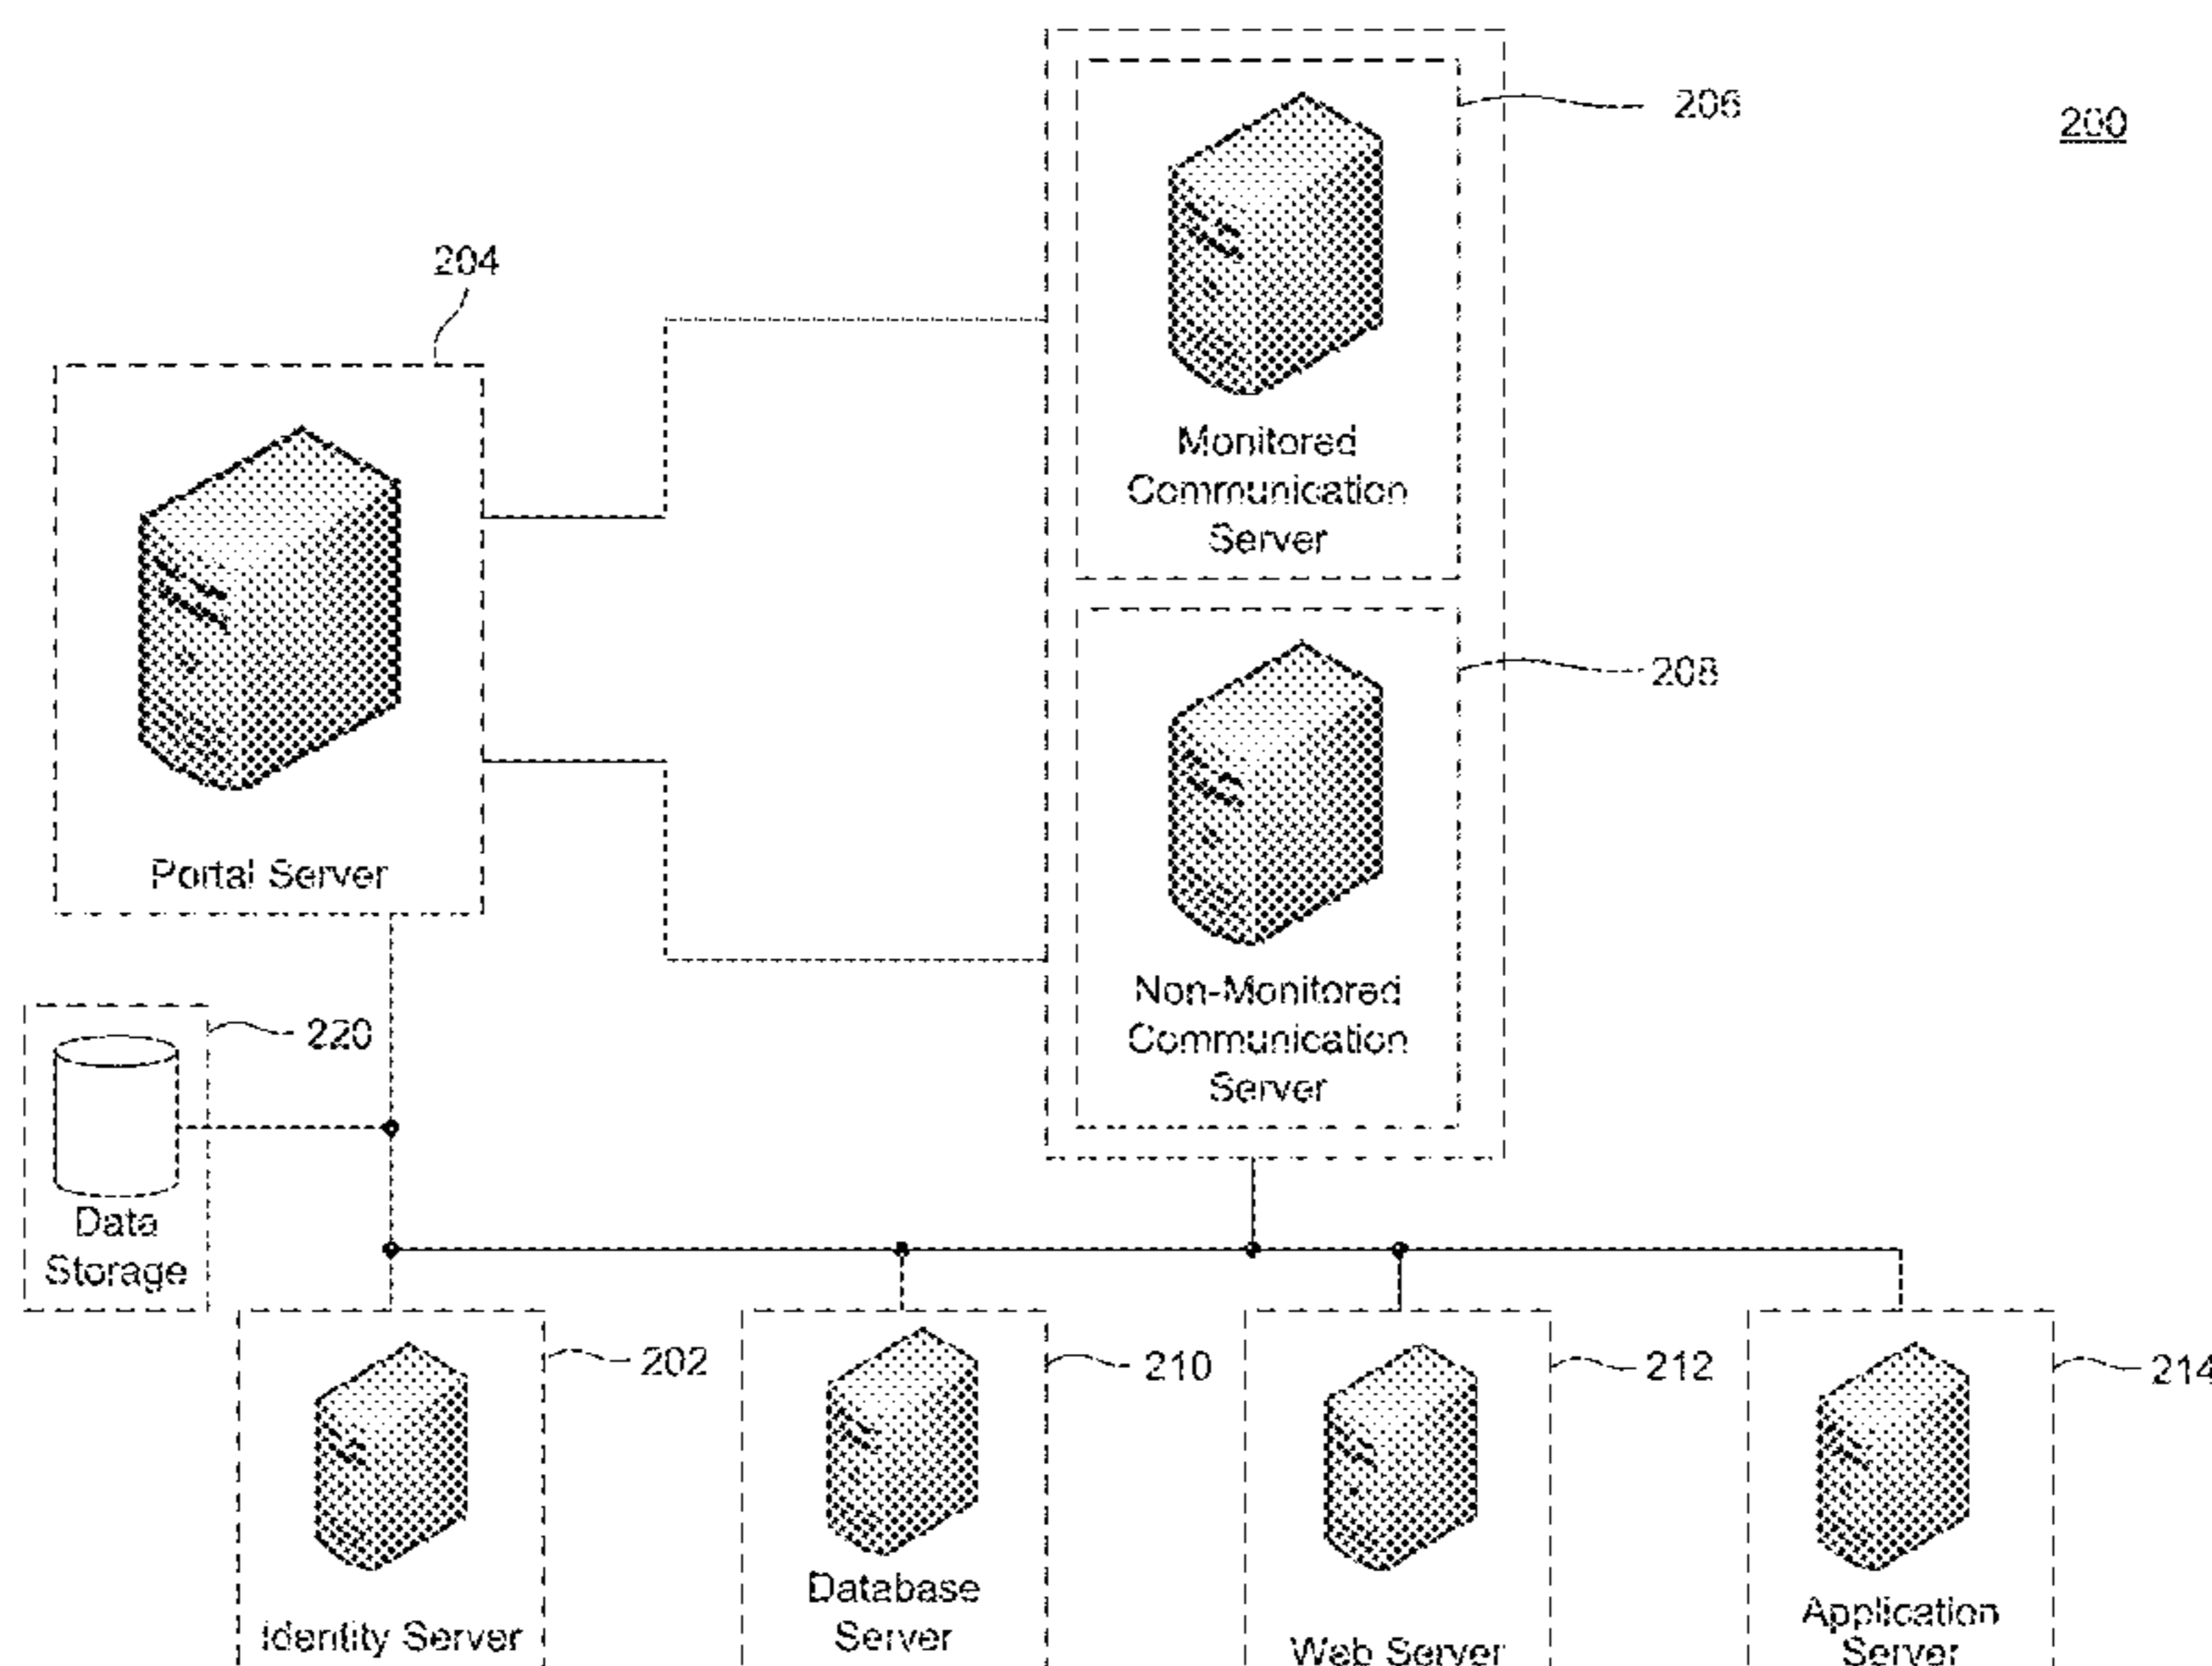 206
200
204
Monitored
Communication
Server
208
Portal Server
Non-Monitored
Communication
Server
220
Data
Storage
202
210
212
214
Identity Server
Database
Server
Web Server
Application
Server